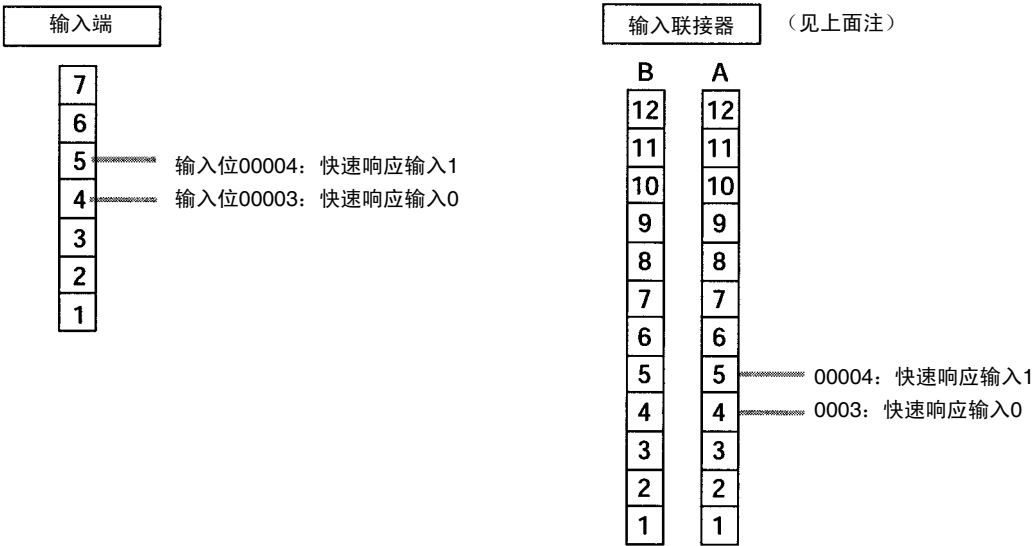 输入端
7
6
5
4
3
2
1
输入位00004：快速响应输入1
输入位00003：快速响应输入0
输入联接器
（见上面注）
B A
12 12
11 11
10 10
9 9
8 8
7 7
6 6
5 5 00004：快速响应输入1
4 4 0003：快速响应输入0
3 3
2 2
1 1